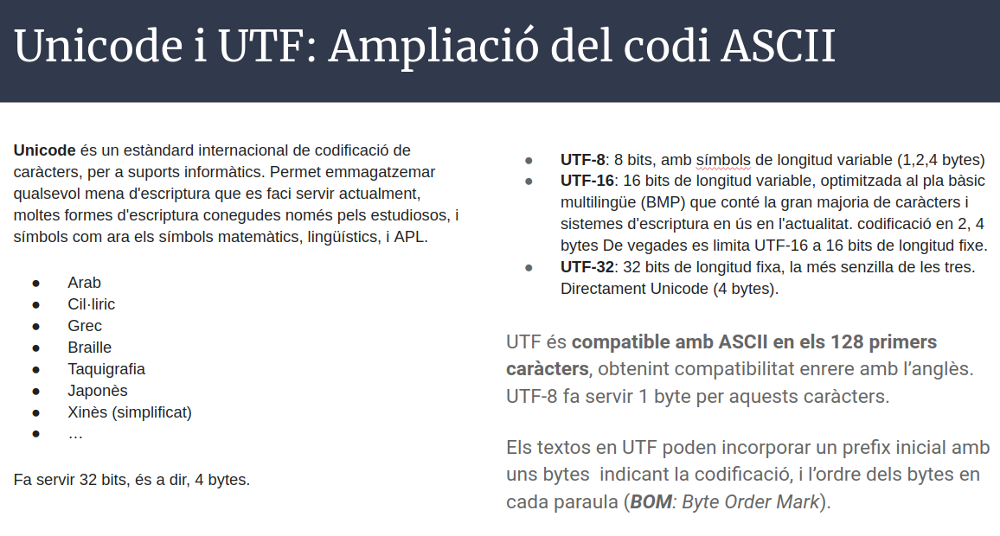 Unicode i UTF: Ampliació del codi ASCII
Unicode és un estàndard internacional de codificació de
caràcters, per a suports informàtics. Permet emmagatzemar
qualsevol mena d'escriptura que es faci servir actualment,
moltes formes d'escriptura conegudes només pels estudiosos, i
símbols com ara els símbols matemàtics, lingüístics, i APL.
● Arab
● Cil·liric
● Grec
● Braille
● Taquigrafia
● Japonès
● Xinès (simplificat)
● …
Fa servir 32 bits, és a dir, 4 bytes.
● UTF-8: 8 bits, amb símbols de longitud variable (1,2,4 bytes)
● UTF-16: 16 bits de longitud variable, optimitzada al pla bàsic
multilingüe (BMP) que conté la gran majoria de caràcters i
sistemes d'escriptura en ús en l'actualitat. codificació en 2, 4
bytes De vegades es limita UTF-16 a 16 bits de longitud fixe.
● UTF-32: 32 bits de longitud fixa, la més senzilla de les tres.
Directament Unicode (4 bytes).
UTF és compatible amb ASCII en els 128 primers
caràcters, obtenint compatibilitat enrere amb l’anglès.
UTF-8 fa servir 1 byte per aquests caràcters.
Els textos en UTF poden incorporar un prefix inicial amb
uns bytes  indicant la codificació, i l’ordre dels bytes en
cada paraula (BOM: Byte Order Mark).